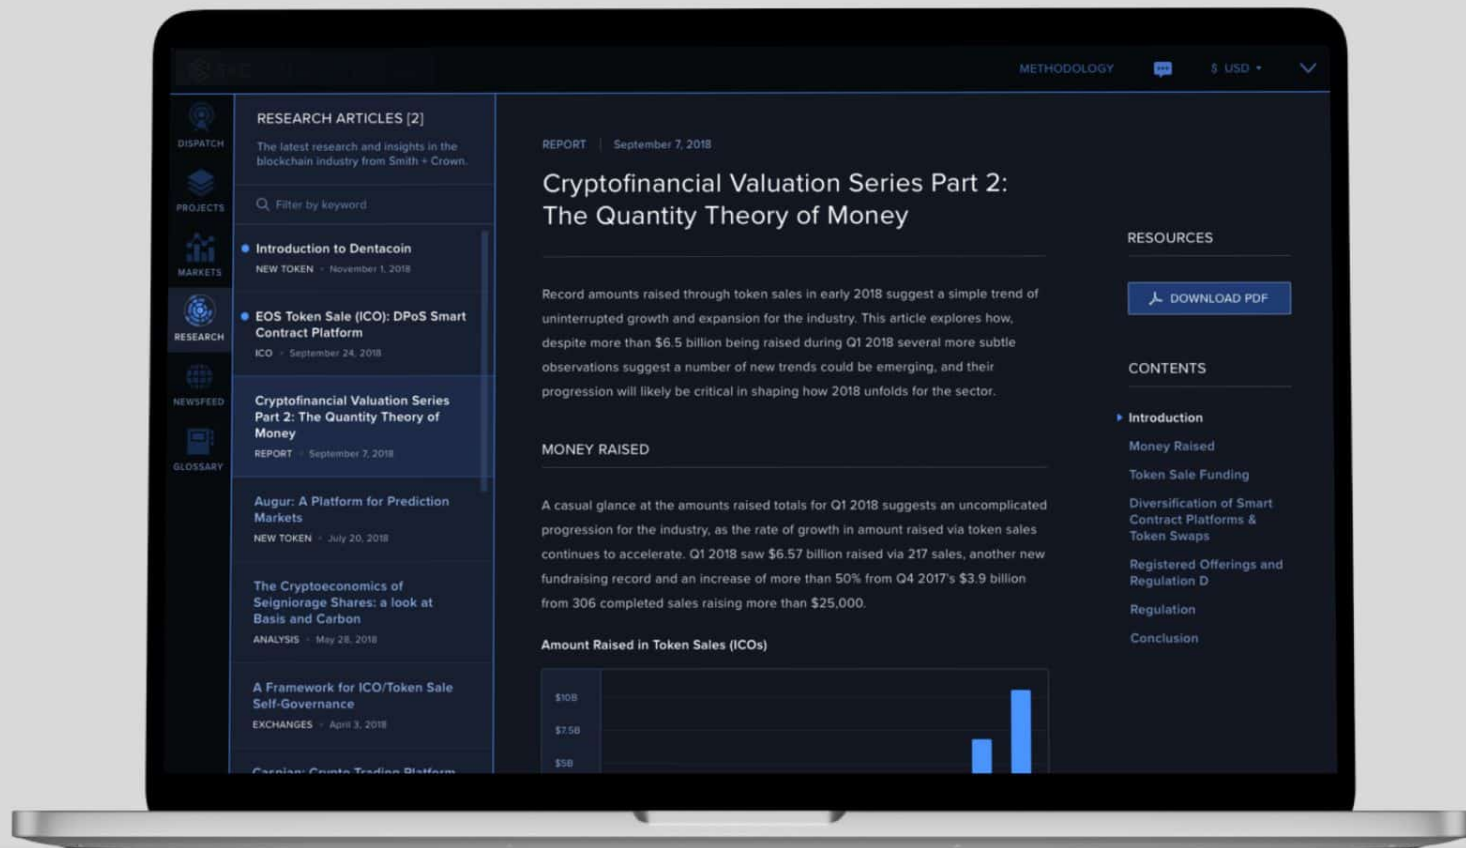 METHODOLOGY
$ USD
DISPATCH
PROJECTS
MARKETS
RESEARCH
NEWSFEED
GLOSSARY
RESEARCH ARTICLES [2]
The latest research and insights in the
blockchain industry from Smith + Crown.
Filter by keyword
Introduction to Dentacoin
NEW TOKEN • November 1, 2018
EOS Token Sale (ICO): DPoS Smart
Contract Platform
ICO • September 24, 2018
Cryptofinancial Valuation Series
Part 2: The Quantity Theory of
Money
REPORT • September 7, 2018
Augur: A Platform for Prediction
Markets
NEW TOKEN • July 20, 2018
The Cryptoeconomics of
Seigniorage Shares: a look at
Basis and Carbon
ANALYSIS • May 28, 2018
A Framework for ICO/Token Sale
Self-Governance
EXCHANGES • April 3, 2018
Caspian: Crypto Trading Platform
REPORT | September 7, 2018
Cryptofinancial Valuation Series Part 2:
The Quantity Theory of Money
Record amounts raised through token sales in early 2018 suggest a simple trend of
uninterrupted growth and expansion for the industry. This article explores how,
despite more than $6.5 billion being raised during Q1 2018 several more subtle
observations suggest a number of new trends could be emerging, and their
progression will likely be critical in shaping how 2018 unfolds for the sector.
MONEY RAISED
A casual glance at the amounts raised totals for Q1 2018 suggests an uncomplicated
progression for the industry, as the rate of growth in amount raised via token sales
continues to accelerate. Q1 2018 saw $6.57 billion raised via 217 sales, another new
fundraising record and an increase of more than 50% from Q4 2017's $3.9 billion
from 306 completed sales raising more than $25,000.
Amount Raised in Token Sales (ICOs)
$10B
$7.5B
$5B
RESOURCES
DOWNLOAD PDF
CONTENTS
Introduction
Money Raised
Token Sale Funding
Diversification of Smart
Contract Platforms &
Token Swaps
Registered Offerings and
Regulation D
Regulation
Conclusion